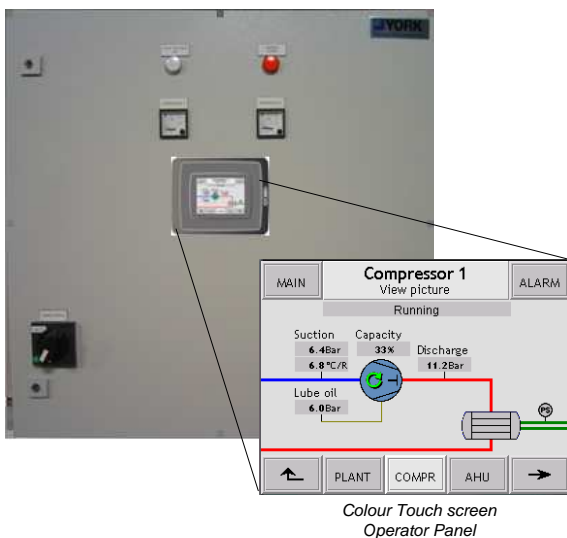 YORK
MAIN
Compressor 1
View picture
ALARM
Running
Suction
Capacity
6.4Bar
33%
Discharge
6.8°C/R
11.2Bar
Lube oil
6.0Bar
PS
PLANT
COMPR
AHU
Colour Touch screen
Operator Panel